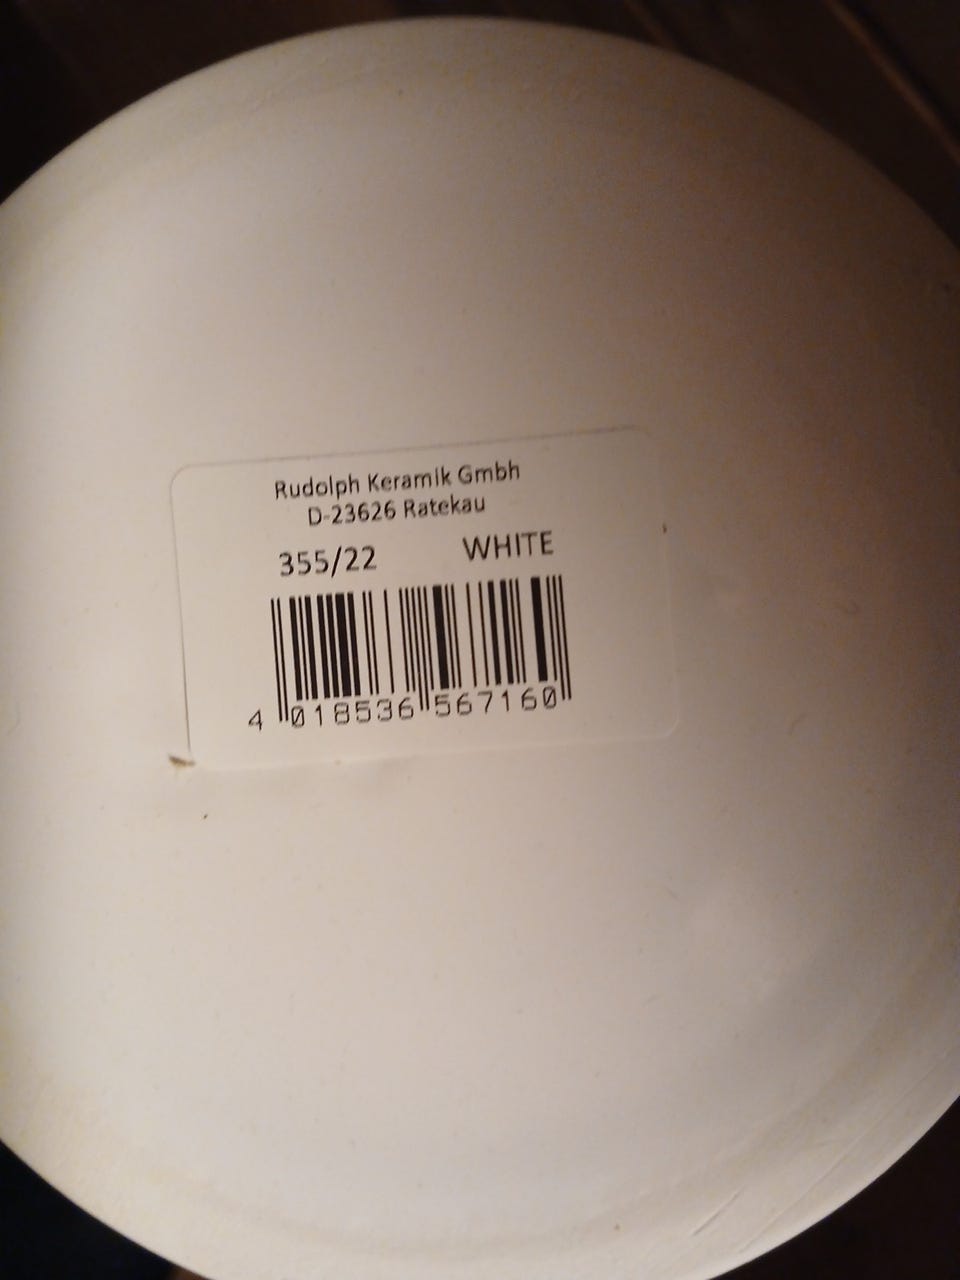 Rudolph Keramik Gmbh
D-23626 Ratekau
355/22 WHITE
4 018536 567160